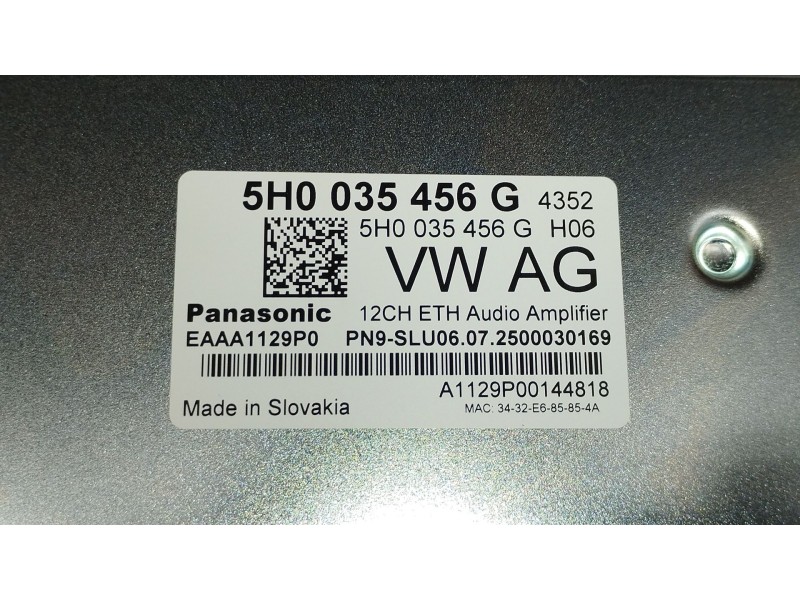 5H0 035 456 G 4352
5H0 035 456 G H06
VW AG
Panasonic 12CH ETH Audio Amplifier
EAAA1129P0 PN9-SLU06.07.2500030169
A1129P00144818
Made in Slovakia MAC: 34-32-E6-85-85-4A